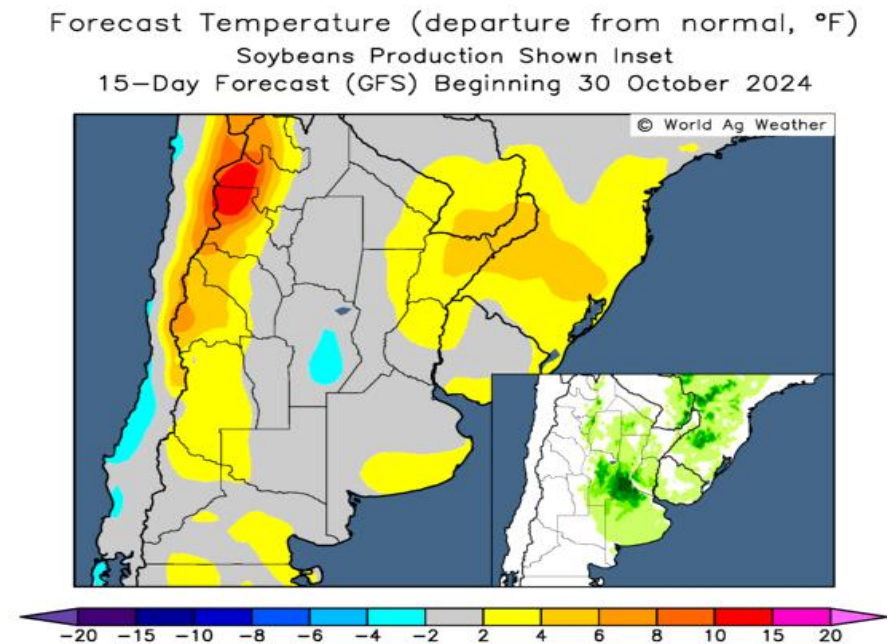 Forecast Temperature (departure from normal, °F)
Soybeans Production Shown Inset
15-Day Forecast (GFS) Beginning 30 October 2024
© World Ag Weather
-20 -15 -10 -8 -6 -4 -2 2 4 6 8 10 15 20